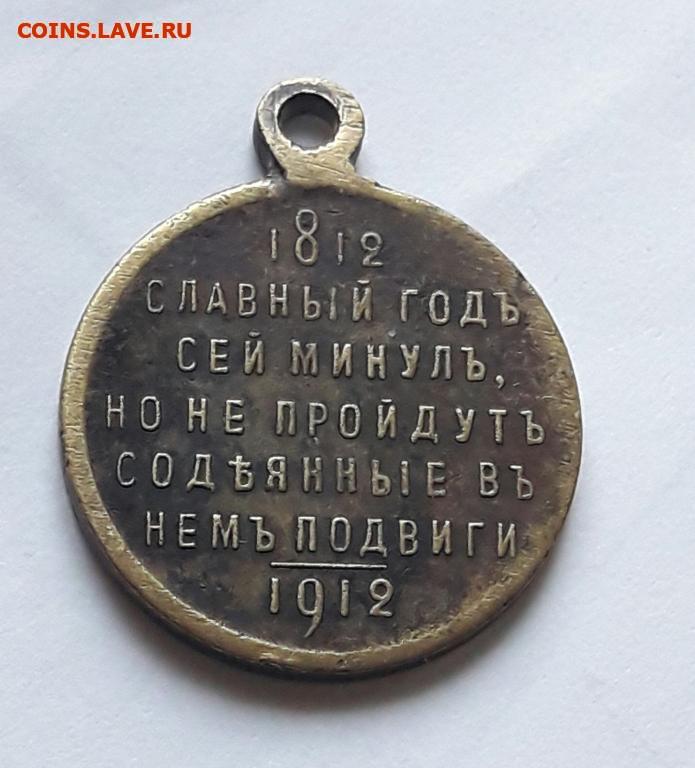 COINS.LAVE.RU
1812
СЛАВНЫЙ ГОДЪ
СЕЙ МИНУЛЪ,
НО НЕ ПРОЙДУТЪ
СОДѢЯННЫЕ ВЪ
НЕМЪ ПОДВИГИ
1912